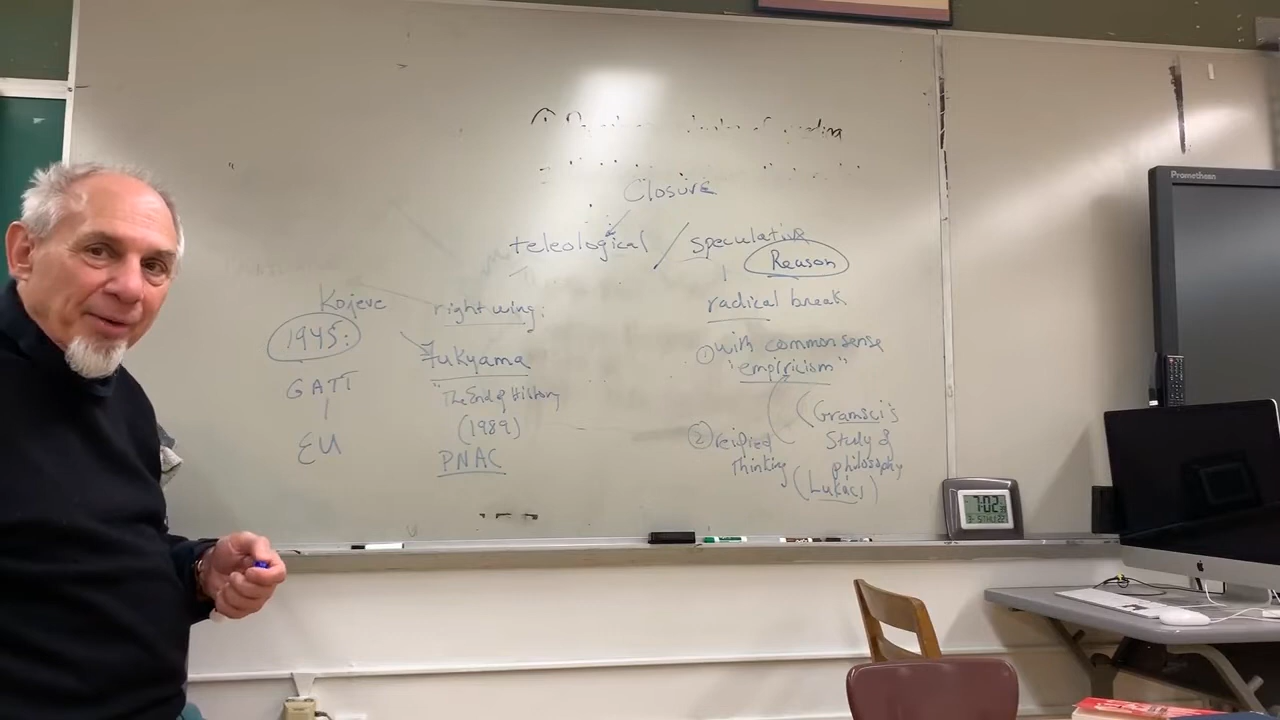 Closure
teleological / speculative
Reason
radical break
① with common sense
"empiricism"
(Gramsci's
Study of
philosophy
② reified
thinking
(Lukacs)
Kojeve
1945:
GATT
EU
right wing:
Fukyama
"The End of History
(1989)
PNAC
Promethean
7:02